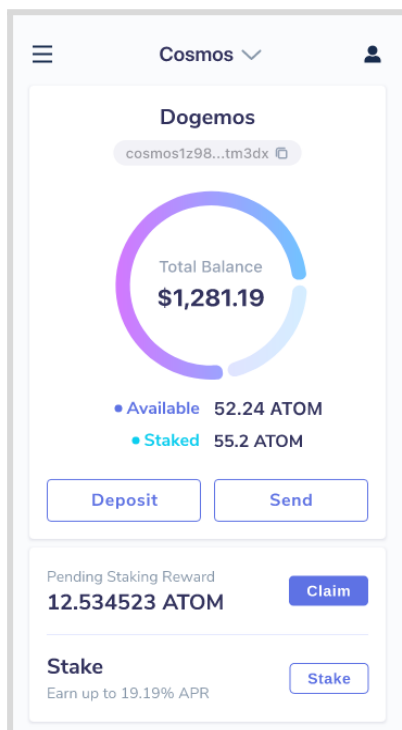 Cosmos
Dogemos
cosmos1z98...tm3dx
Total Balance
$1,281.19
Available 52.24 ATOM
Staked 55.2 ATOM
Deposit Send
Pending Staking Reward
12.534523 ATOM
Claim
Stake
Earn up to 19.19% APR
Stake